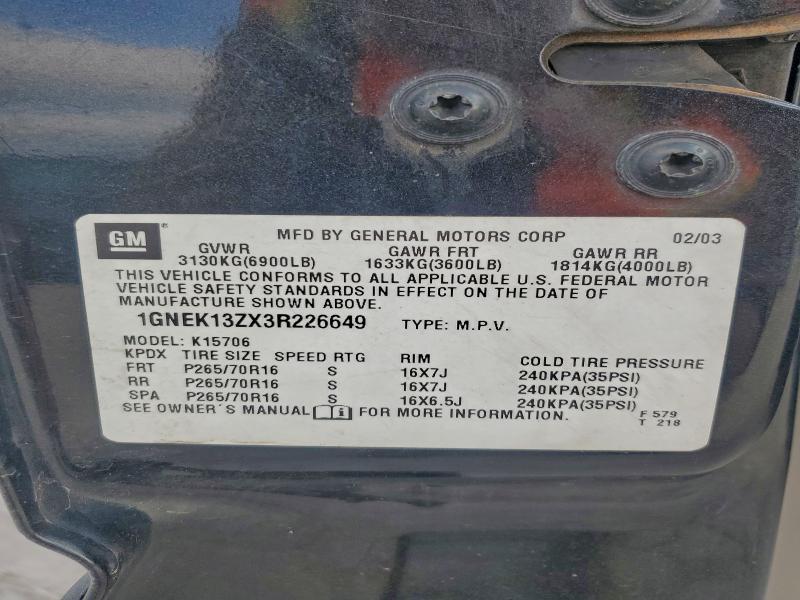 GM ® MFD BY GENERAL MOTORS CORP 02/03
GVWR GAWR FRT GAWR RR
3130KG(6900LB) 1633KG(3600LB) 1814KG(4000LB)
THIS VEHICLE CONFORMS TO ALL APPLICABLE U.S. FEDERAL MOTOR
VEHICLE SAFETY STANDARDS IN EFFECT ON THE DATE OF
MANUFACTURE SHOWN ABOVE.
1GNEK13ZX3R226649 TYPE: M.P.V.
MODEL: K15706
KPDX TIRE SIZE SPEED RTG RIM COLD TIRE PRESSURE
FRT P265/70R16 S 16X7J 240KPA(35PSI)
RR P265/70R16 S 16X7J 240KPA(35PSI)
SPA P265/70R16 S 16X6.5J 240KPA(35PSI)
SEE OWNER'S MANUAL i FOR MORE INFORMATION.
F 579
T 218